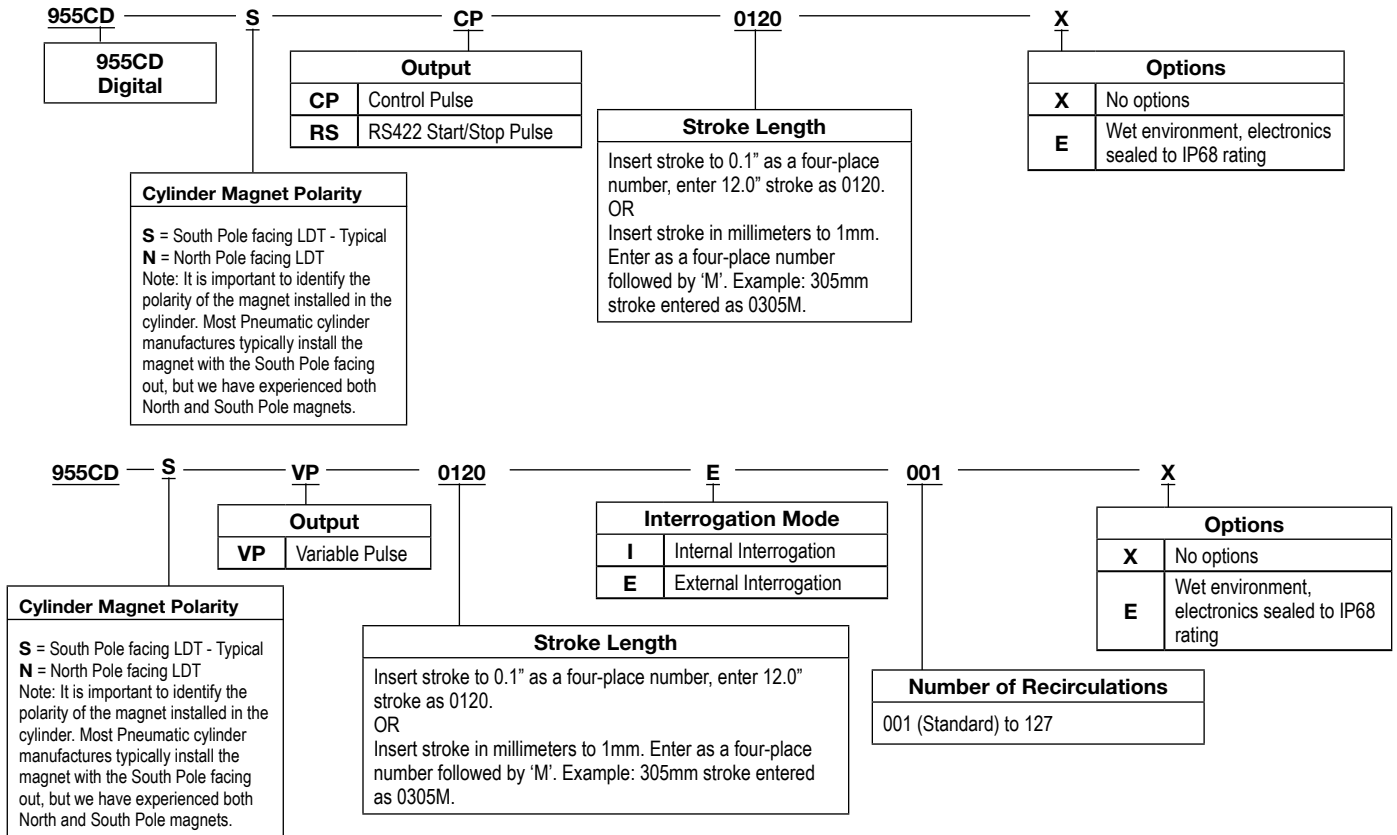 955CD S CP 0120 X
955CD
Digital
Output
CP Control Pulse
RS RS422 Start/Stop Pulse
Options
X No options
E Wet environment, electronics
sealed to IP68 rating
Stroke Length
Insert stroke to 0.1” as a four-place
number, enter 12.0” stroke as 0120.
OR
Insert stroke in millimeters to 1mm.
Enter as a four-place number
followed by ‘M’. Example: 305mm
stroke entered as 0305M.
Cylinder Magnet Polarity
S = South Pole facing LDT - Typical
N = North Pole facing LDT
Note: It is important to identify the
polarity of the magnet installed in the
cylinder. Most Pneumatic cylinder
manufactures typically install the
magnet with the South Pole facing
out, but we have experienced both
North and South Pole magnets.
955CD S VP 0120 E 001 X
Output
VP Variable Pulse
Interrogation Mode
I Internal Interrogation
E External Interrogation
Options
X No options
E Wet environment,
electronics sealed to IP68
rating
Cylinder Magnet Polarity
S = South Pole facing LDT - Typical
N = North Pole facing LDT
Note: It is important to identify the
polarity of the magnet installed in the
cylinder. Most Pneumatic cylinder
manufactures typically install the
magnet with the South Pole facing
out, but we have experienced both
North and South Pole magnets.
Stroke Length
Insert stroke to 0.1” as a four-place number, enter 12.0”
stroke as 0120.
OR
Insert stroke in millimeters to 1mm. Enter as a four-place
number followed by ‘M’. Example: 305mm stroke entered
as 0305M.
Number of Recirculations
001 (Standard) to 127